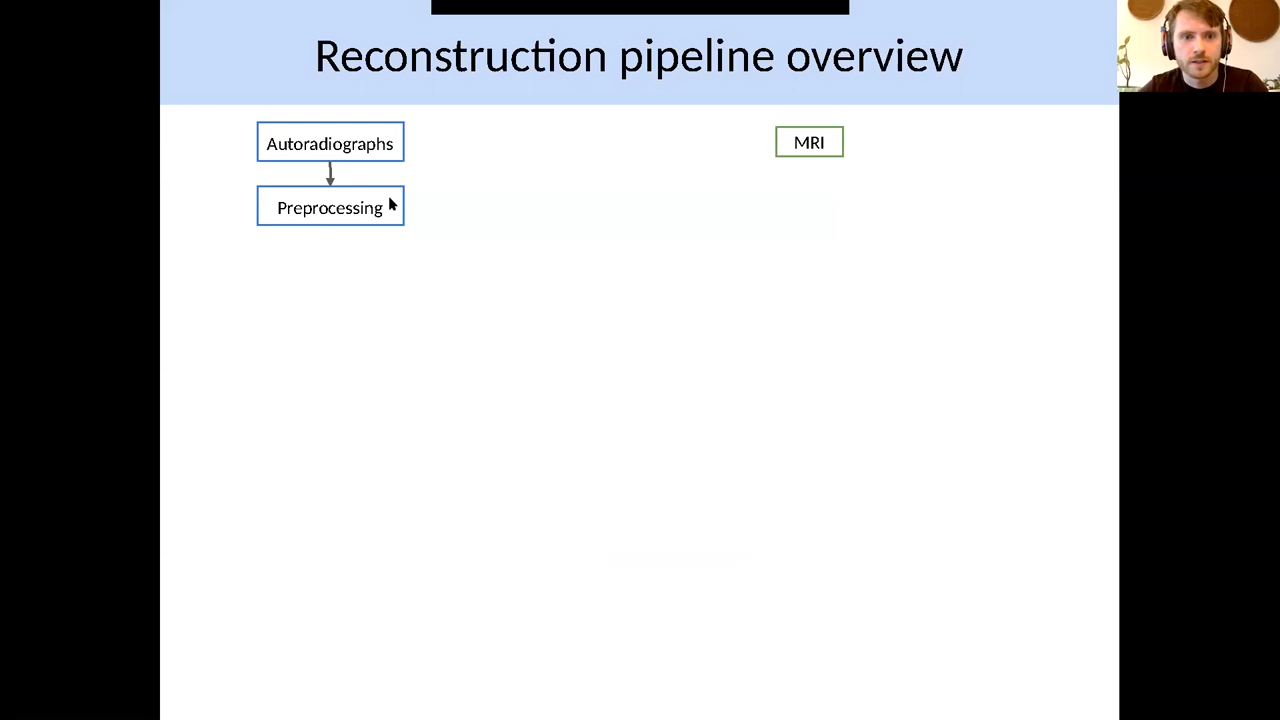 Reconstruction pipeline overview
Autoradiographs
MRI
Preprocessing